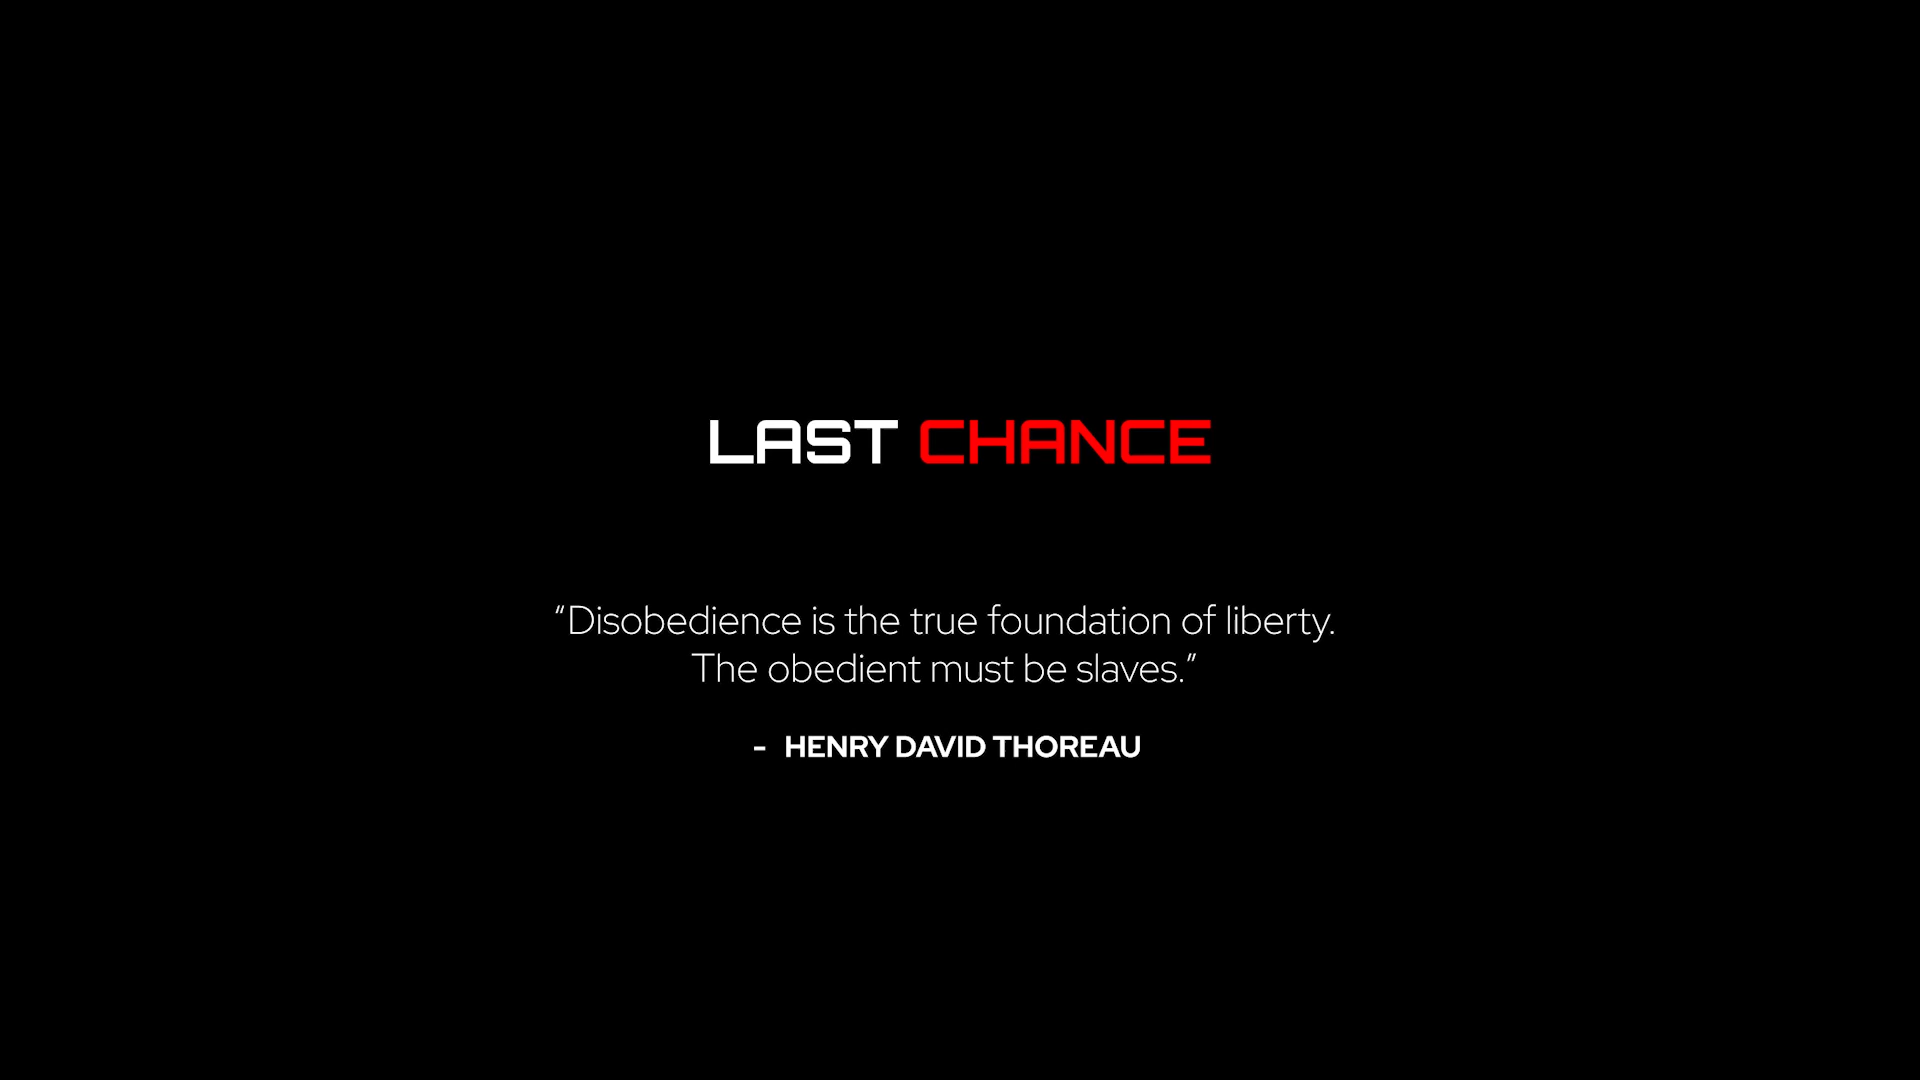 LAST CHANCE
“Disobedience is the true foundation of liberty.
The obedient must be slaves.”
- HENRY DAVID THOREAU